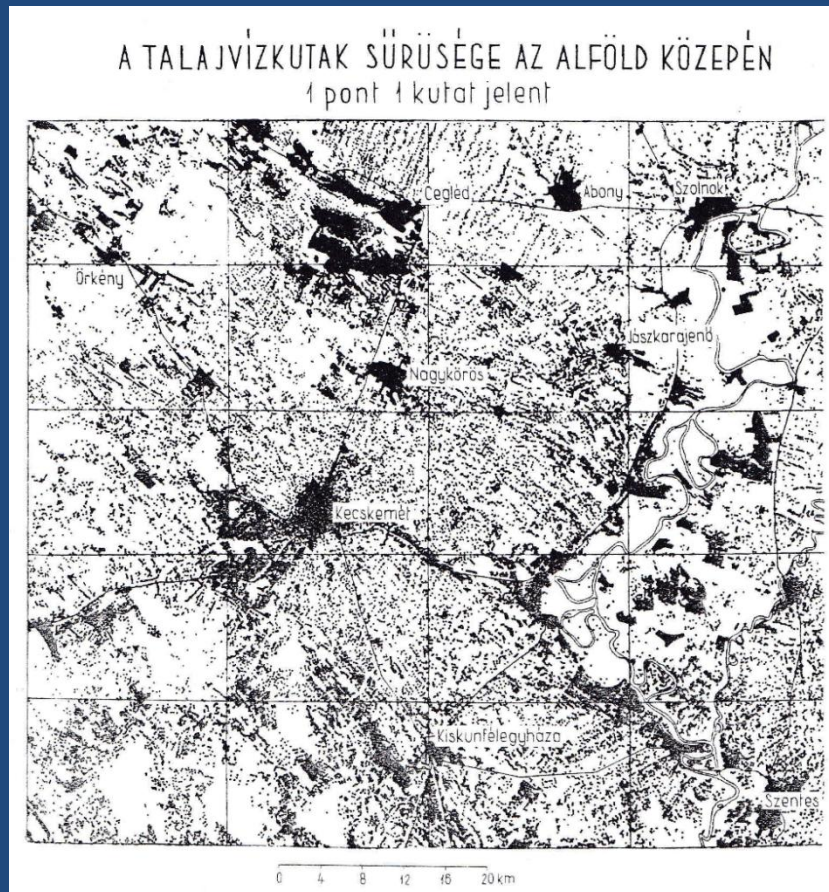 A TALAJVÍZKUTAK SŰRŰSÉGE AZ ALFÖLD KÖZEPÉN
1 pont 1 kutat jelent
Cegléd
Abony
Szolnok
Örkény
Jászkarajenő
Nagykőrös
Kecskemét
Kiskunfélegyháza
Szentes
0 4 8 12 16 20 km